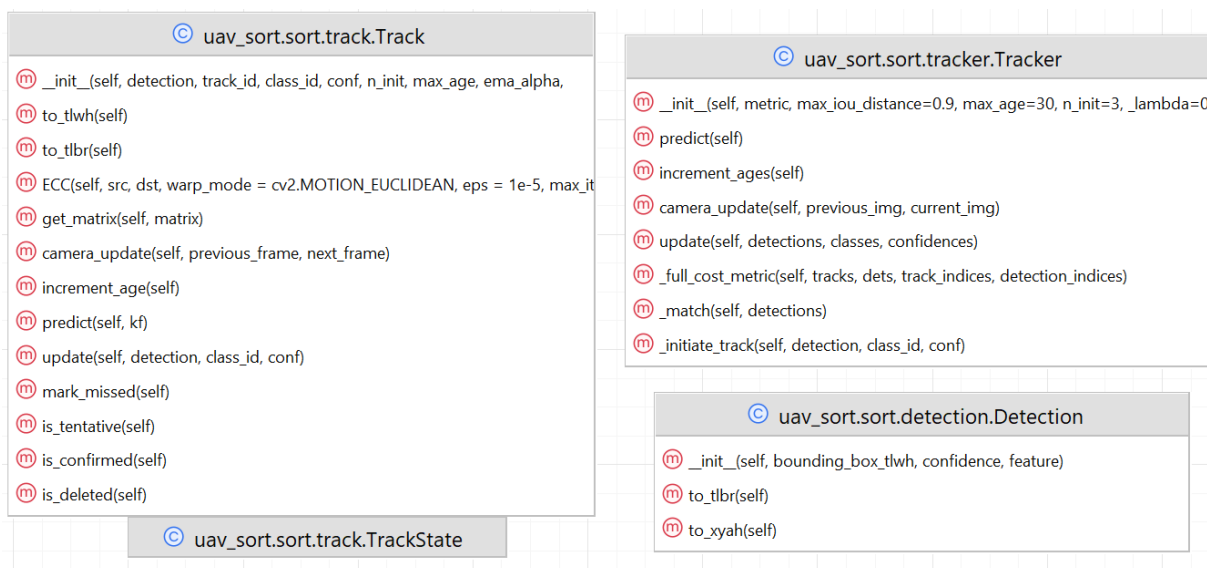 uav_sort.sort.track.Track
__init__(self, detection, track_id, class_id, conf, n_init, max_age, ema_alpha,
to_tlwh(self)
to_tlbr(self)
ECC(self, src, dst, warp_mode = cv2.MOTION_EUCLIDEAN, eps = 1e-5, max_it
get_matrix(self, matrix)
camera_update(self, previous_frame, next_frame)
increment_age(self)
predict(self, kf)
update(self, detection, class_id, conf)
mark_missed(self)
is_tentative(self)
is_confirmed(self)
is_deleted(self)
uav_sort.sort.track.TrackState
uav_sort.sort.tracker.Tracker
__init__(self, metric, max_iou_distance=0.9, max_age=30, n_init=3, _lambda=0
predict(self)
increment_ages(self)
camera_update(self, previous_img, current_img)
update(self, detections, classes, confidences)
_full_cost_metric(self, tracks, dets, track_indices, detection_indices)
_match(self, detections)
_initiate_track(self, detection, class_id, conf)
uav_sort.sort.detection.Detection
__init__(self, bounding_box_tlwh, confidence, feature)
to_tlbr(self)
to_xyah(self)